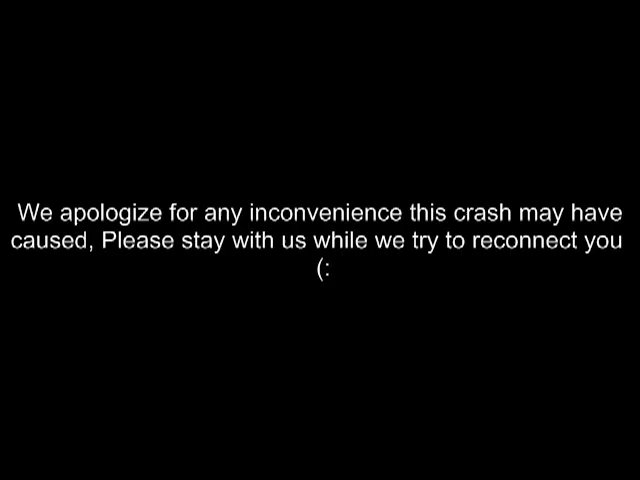 We apologize for any inconvenience this crash may have
caused, Please stay with us while we try to reconnect you
(: